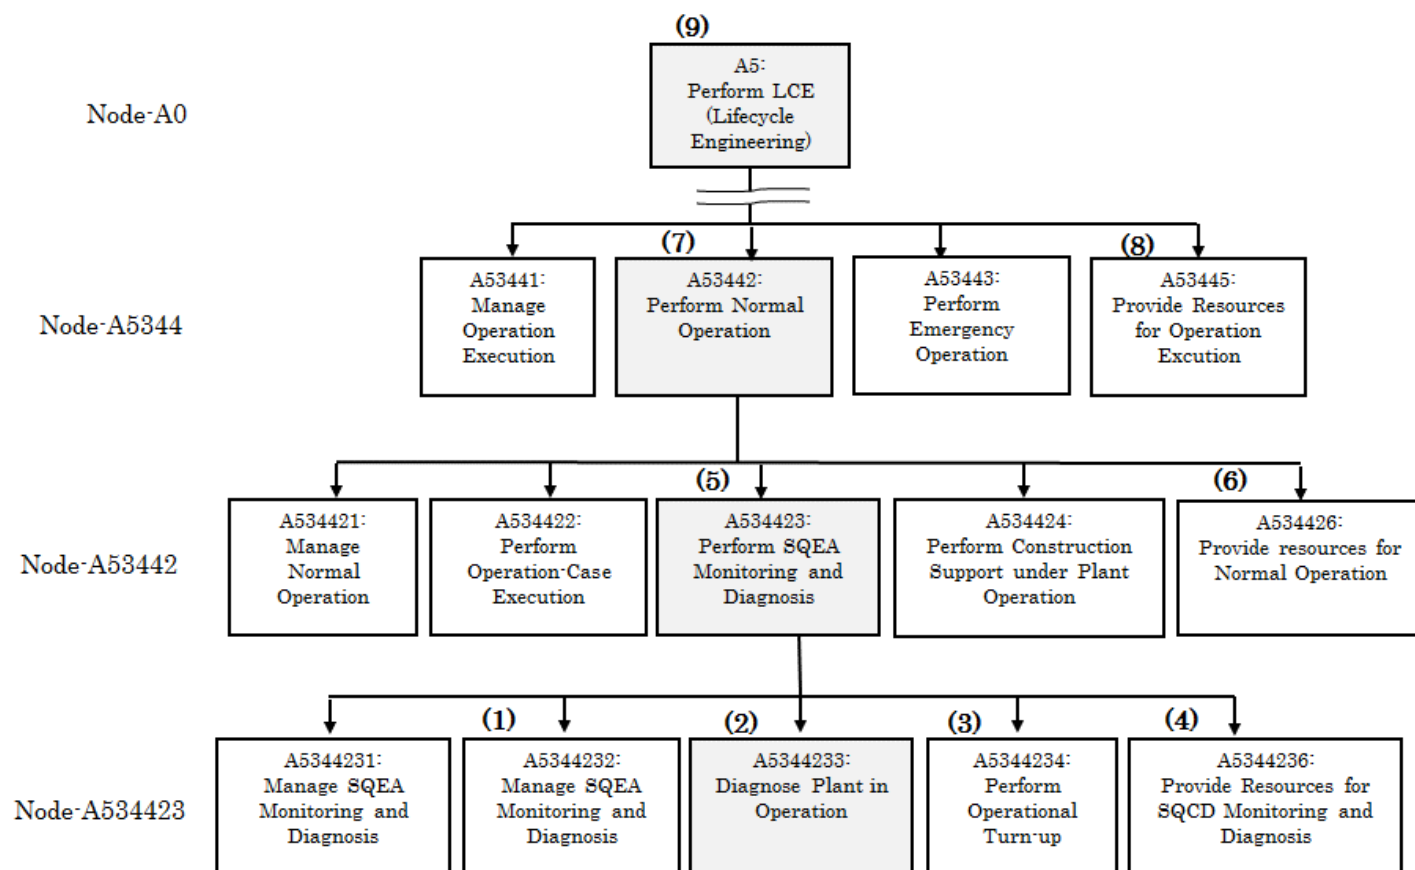 (9)
A5:
Perform LCE
(Lifecycle
Engineering)
Node-A0
(7)
(8)
A53441:
Manage
Operation
Execution
A53442:
Perform Normal
Operation
A53443:
Perform
Emergency
Operation
A53445:
Provide Resources
for Operation
Excution
Node-A5344
(5)
(6)
A534421:
Manage
Normal
Operation
A534422:
Perform
Operation-Case
Execution
A534423:
Perform SQEA
Monitoring and
Diagnosis
A534424:
Perform Construction
Support under Plant
Operation
A534426:
Provide resources for
Normal Operation
Node-A53442
(1)
(2)
(3)
(4)
A5344231:
Manage SQEA
Monitoring and
Diagnosis
A5344232:
Manage SQEA
Monitoring and
Diagnosis
A5344233:
Diagnose Plant in
Operation
A5344234:
Perform
Operational
Turn-up
A5344236:
Provide Resources for
SQCD Monitoring and
Diagnosis
Node-A534423